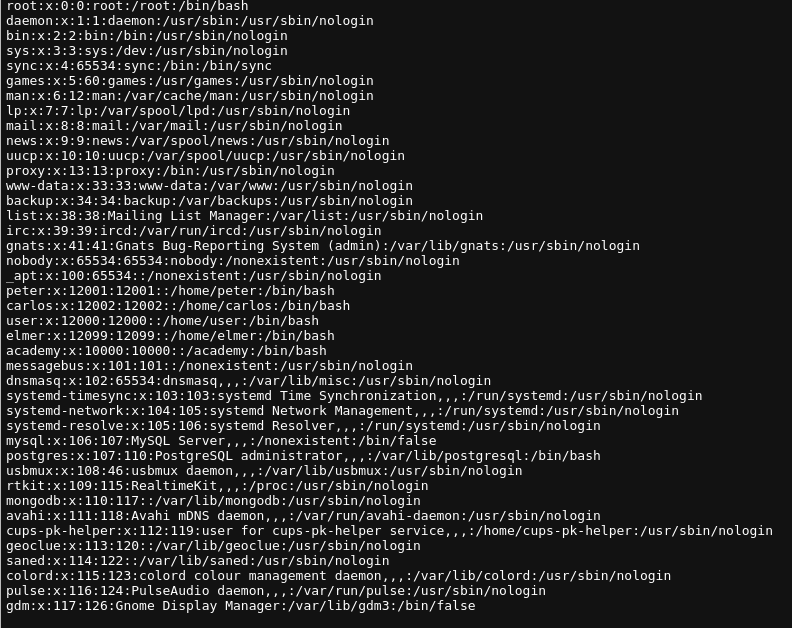 root:x:0:0:root:/root:/bin/bash
daemon:x:1:1:daemon:/usr/sbin:/usr/sbin/nologin
bin:x:2:2:bin:/bin:/usr/sbin/nologin
sys:x:3:3:sys:/dev:/usr/sbin/nologin
sync:x:4:65534:sync:/bin:/bin/sync
games:x:5:60:games:/usr/games:/usr/sbin/nologin
man:x:6:12:man:/var/cache/man:/usr/sbin/nologin
lp:x:7:7:lp:/var/spool/lpd:/usr/sbin/nologin
mail:x:8:8:mail:/var/mail:/usr/sbin/nologin
news:x:9:9:news:/var/spool/news:/usr/sbin/nologin
uucp:x:10:10:uucp:/var/spool/uucp:/usr/sbin/nologin
proxy:x:13:13:proxy:/bin:/usr/sbin/nologin
www-data:x:33:33:www-data:/var/www:/usr/sbin/nologin
backup:x:34:34:backup:/var/backups:/usr/sbin/nologin
list:x:38:38:Mailing List Manager:/var/list:/usr/sbin/nologin
irc:x:39:39:ircd:/var/run/ircd:/usr/sbin/nologin
gnats:x:41:41:Gnats Bug-Reporting System (admin):/var/lib/gnats:/usr/sbin/nologin
nobody:x:65534:65534:nobody:/nonexistent:/usr/sbin/nologin
_apt:x:100:65534::/nonexistent:/usr/sbin/nologin
peter:x:12001:12001::/home/peter:/bin/bash
carlos:x:12002:12002::/home/carlos:/bin/bash
user:x:12000:12000::/home/user:/bin/bash
elmer:x:12099:12099::/home/elmer:/bin/bash
academy:x:10000:10000::/academy:/bin/bash
messagebus:x:101:101::/nonexistent:/usr/sbin/nologin
dnsmasq:x:102:65534:dnsmasq,,,:/var/lib/misc:/usr/sbin/nologin
systemd-timesync:x:103:103:systemd Time Synchronization,,,:/run/systemd:/usr/sbin/nologin
systemd-network:x:104:105:systemd Network Management,,,:/run/systemd:/usr/sbin/nologin
systemd-resolve:x:105:106:systemd Resolver,,,:/run/systemd:/usr/sbin/nologin
mysql:x:106:107:MySQL Server,,,:/nonexistent:/bin/false
postgres:x:107:110:PostgreSQL administrator,,,:/var/lib/postgresql:/bin/bash
usbmux:x:108:46:usbmux daemon,,,:/var/lib/usbmux:/usr/sbin/nologin
rtkit:x:109:115:RealtimeKit,,,:/proc:/usr/sbin/nologin
mongodb:x:110:117::/var/lib/mongodb:/usr/sbin/nologin
avahi:x:111:118:Avahi mDNS daemon,,,:/var/run/avahi-daemon:/usr/sbin/nologin
cups-pk-helper:x:112:119:user for cups-pk-helper service,,,:/home/cups-pk-helper:/usr/sbin/nologin
geoclue:x:113:120::/var/lib/geoclue:/usr/sbin/nologin
saned:x:114:122::/var/lib/saned:/usr/sbin/nologin
colord:x:115:123:colord colour management daemon,,,:/var/lib/colord:/usr/sbin/nologin
pulse:x:116:124:PulseAudio daemon,,,:/var/run/pulse:/usr/sbin/nologin
gdm:x:117:126:Gnome Display Manager:/var/lib/gdm3:/bin/false